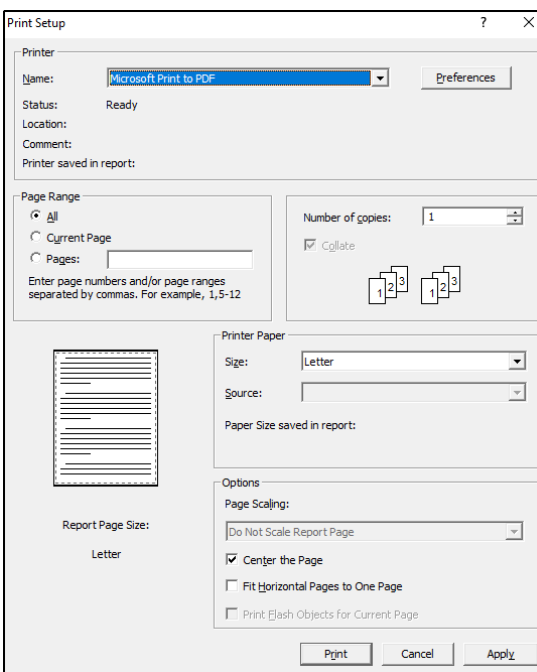 Print Setup
?
Printer
Name: Microsoft Print to PDF Preferences
Status: Ready
Location:
Comment:
Printer saved in report:
Page Range
All
Current Page
Pages:
Enter page numbers and/or page ranges
separated by commas. For example, 1,5-12
Number of copies: 1
Collate
1 2 3 1 2 3
Printer Paper
Size: Letter
Source:
Paper Size saved in report:
Report Page Size:
Letter
Options
Page Scaling:
Do Not Scale Report Page
Center the Page
Fit Horizontal Pages to One Page
Print Flash Objects for Current Page
Print Cancel Apply